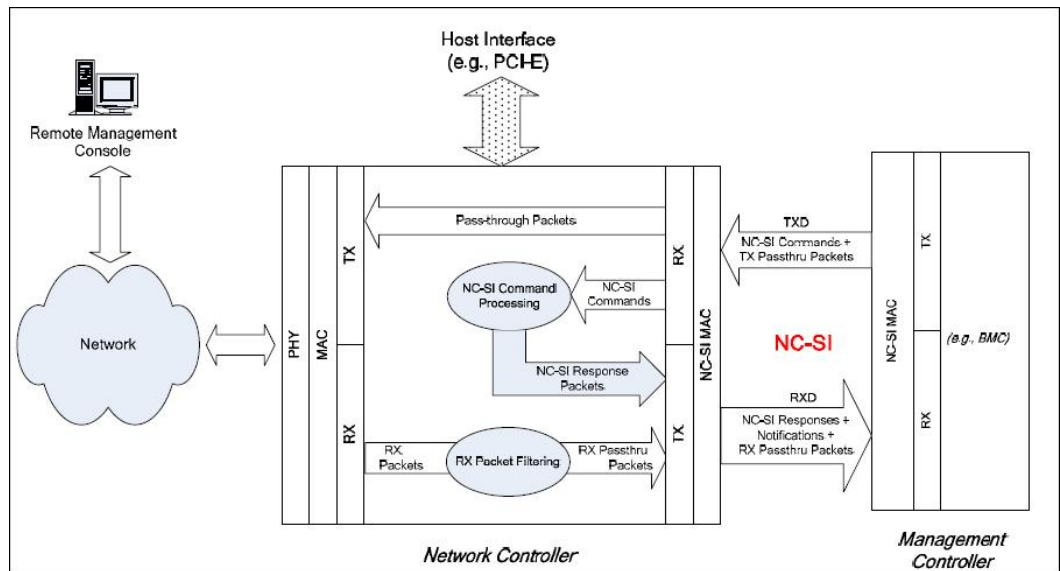 Host Interface
(e.g., PCI-E)
Remote Management
Console
Network
PHY
MAC
TX
RX
Pass-through Packets
NC-SI Command
Processing
NC-SI
Commands
NC-SI Response
Packets
RX
Packets
RX Packet Filtering
RX Passthru
Packets
RX
TX
NC-SI MAC
TXD
NC-SI Commands +
TX Passthru Packets
NC-SI
RXD
NC-SI Responses +
Notifications +
RX Passthru Packets
NC-SI MAC
TX
RX
(e.g., BMC)
Network Controller
Management
Controller